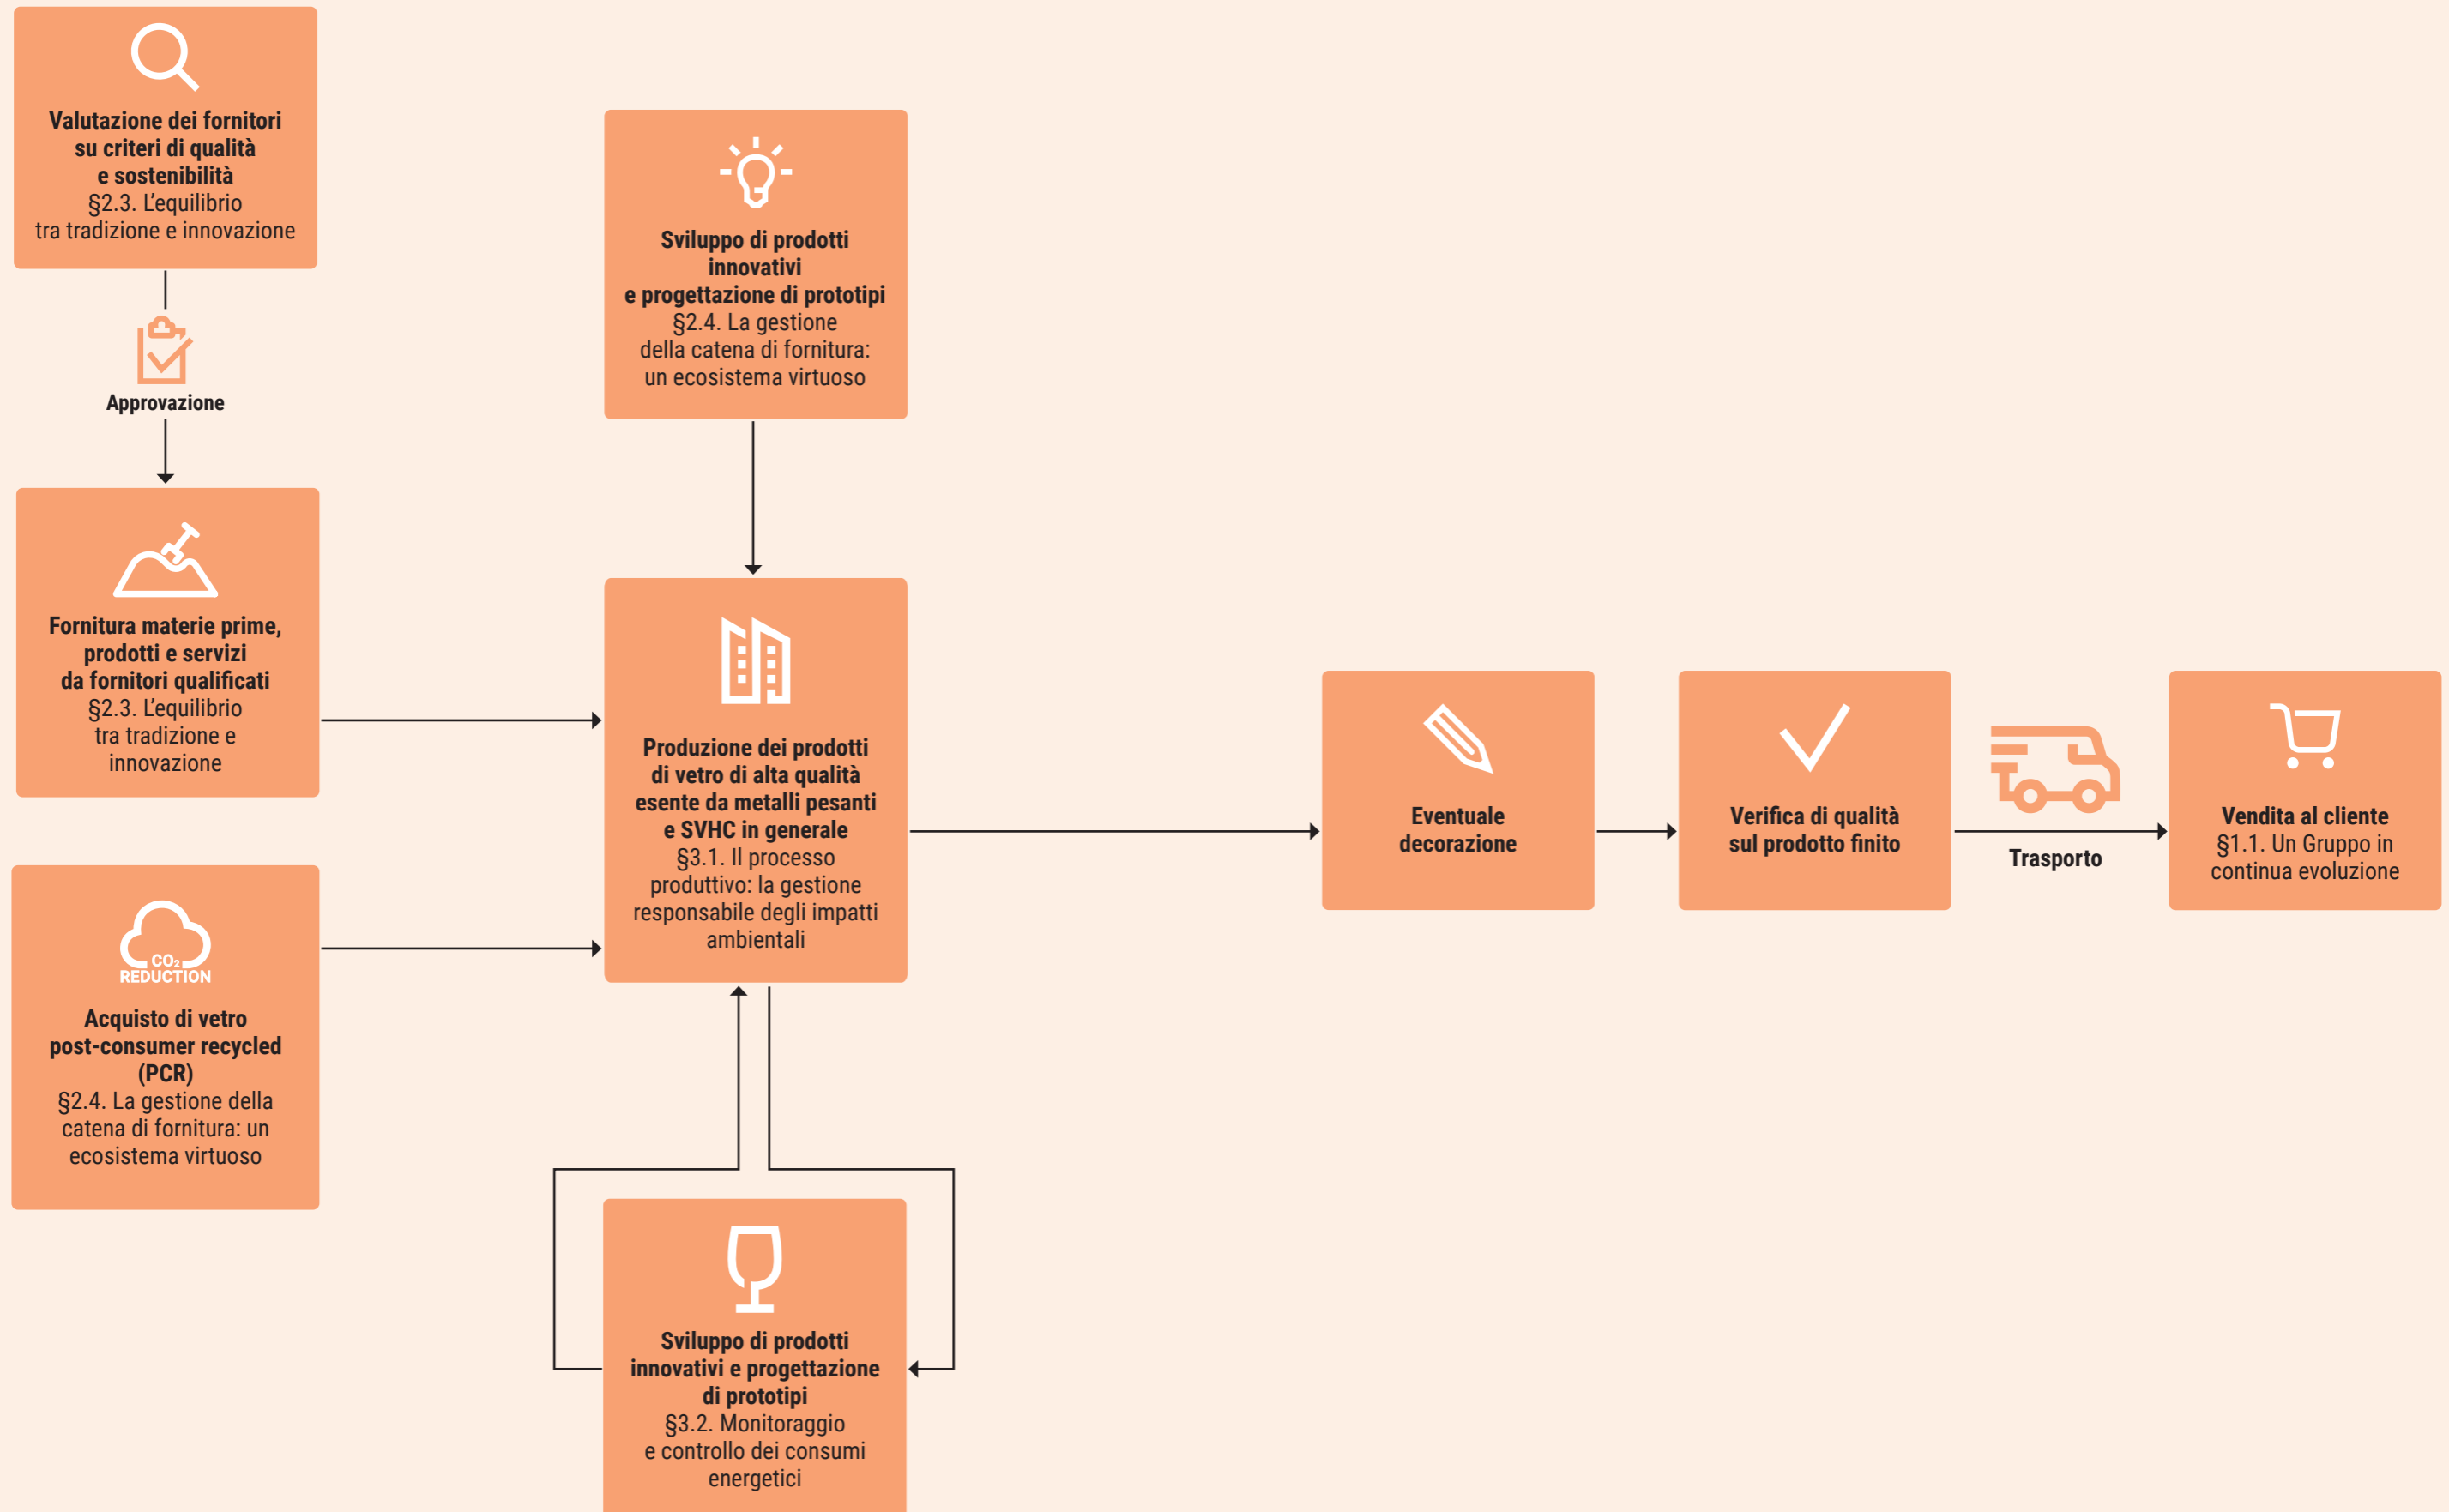 Valutazione dei fornitori
su criteri di qualità
e sostenibilità
§2.3. L'equilibrio
tra tradizione e innovazione
Approvazione
Fornitura materie prime,
prodotti e servizi
da fornitori qualificati
§2.3. L'equilibrio
tra tradizione e
innovazione
CO₂
REDUCTION
Acquisto di vetro
post-consumer recycled
(PCR)
§2.4. La gestione della
catena di fornitura: un
ecosistema virtuoso
Sviluppo di prodotti
innovativi
e progettazione di prototipi
§2.4. La gestione
della catena di fornitura:
un ecosistema virtuoso
Produzione dei prodotti
di vetro di alta qualità
esente da metalli pesanti
e SVHC in generale
§3.1. Il processo
produttivo: la gestione
responsabile degli impatti
ambientali
Sviluppo di prodotti
innovativi e progettazione
di prototipi
§3.2. Monitoraggio
e controllo dei consumi
energetici
Eventuale
decorazione
Verifica di qualità
sul prodotto finito
Trasporto
Vendita al cliente
§1.1. Un Gruppo in
continua evoluzione